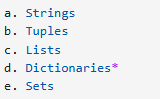 a. Strings
b. Tuples
c. Lists
d. Dictionaries*
e. Sets